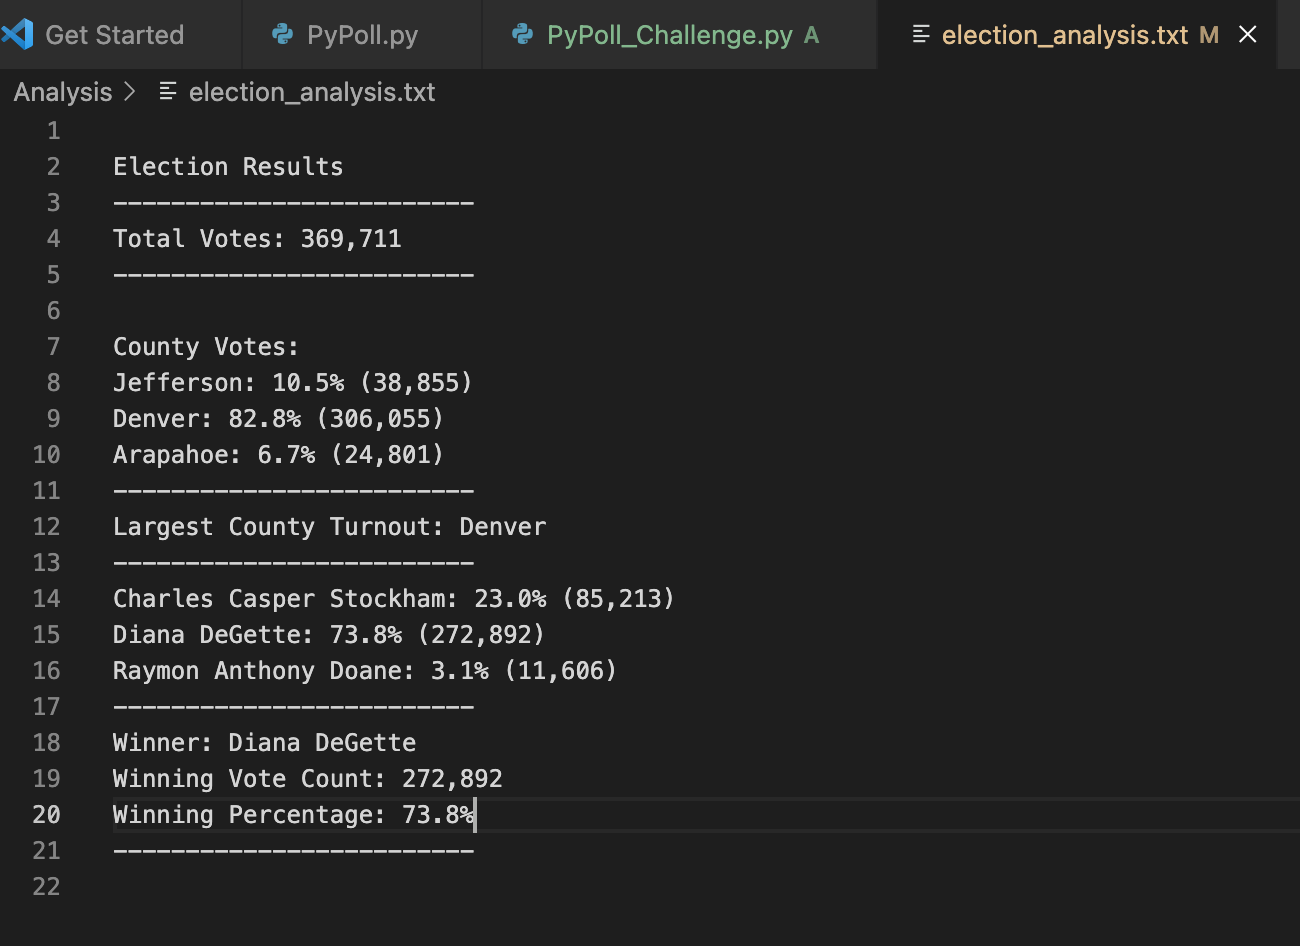 Get Started PyPoll.py PyPoll_Challenge.py A election_analysis.txt M
Analysis > election_analysis.txt
1
2 Election Results
3 -------------------------
4 Total Votes: 369,711
5 -------------------------
6
7 County Votes:
8 Jefferson: 10.5% (38,855)
9 Denver: 82.8% (306,055)
10 Arapahoe: 6.7% (24,801)
11 -------------------------
12 Largest County Turnout: Denver
13 -------------------------
14 Charles Casper Stockham: 23.0% (85,213)
15 Diana DeGette: 73.8% (272,892)
16 Raymon Anthony Doane: 3.1% (11,606)
17 -------------------------
18 Winner: Diana DeGette
19 Winning Vote Count: 272,892
20 Winning Percentage: 73.8%
21 -------------------------
22